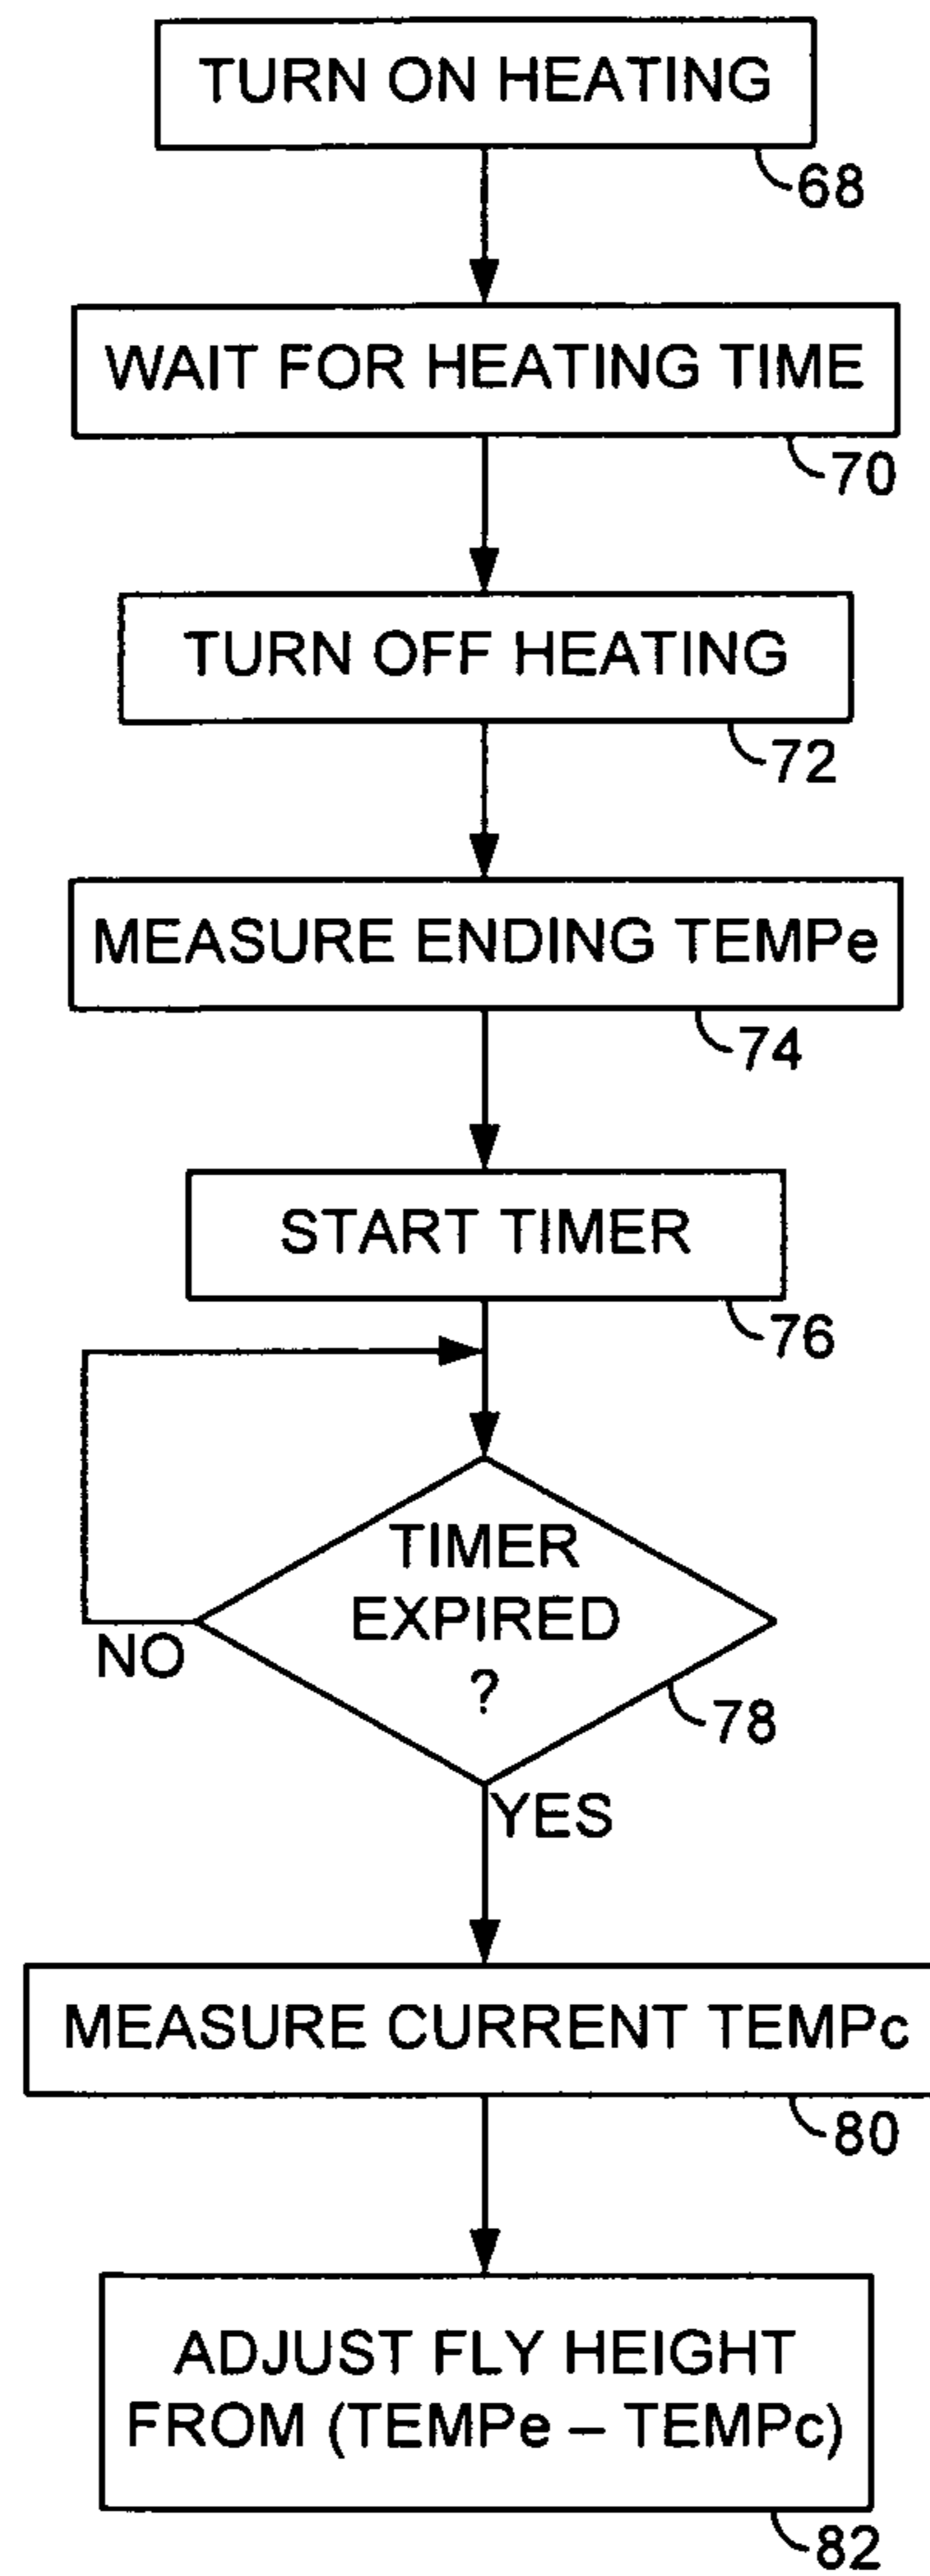 TURN ON HEATING
68
WAIT FOR HEATING TIME
70
TURN OFF HEATING
72
MEASURE ENDING TEMPe
74
START TIMER
76
TIMER
EXPIRED
?
NO
78
YES
MEASURE CURRENT TEMPc
80
ADJUST FLY HEIGHT
FROM (TEMPe – TEMPc)
82